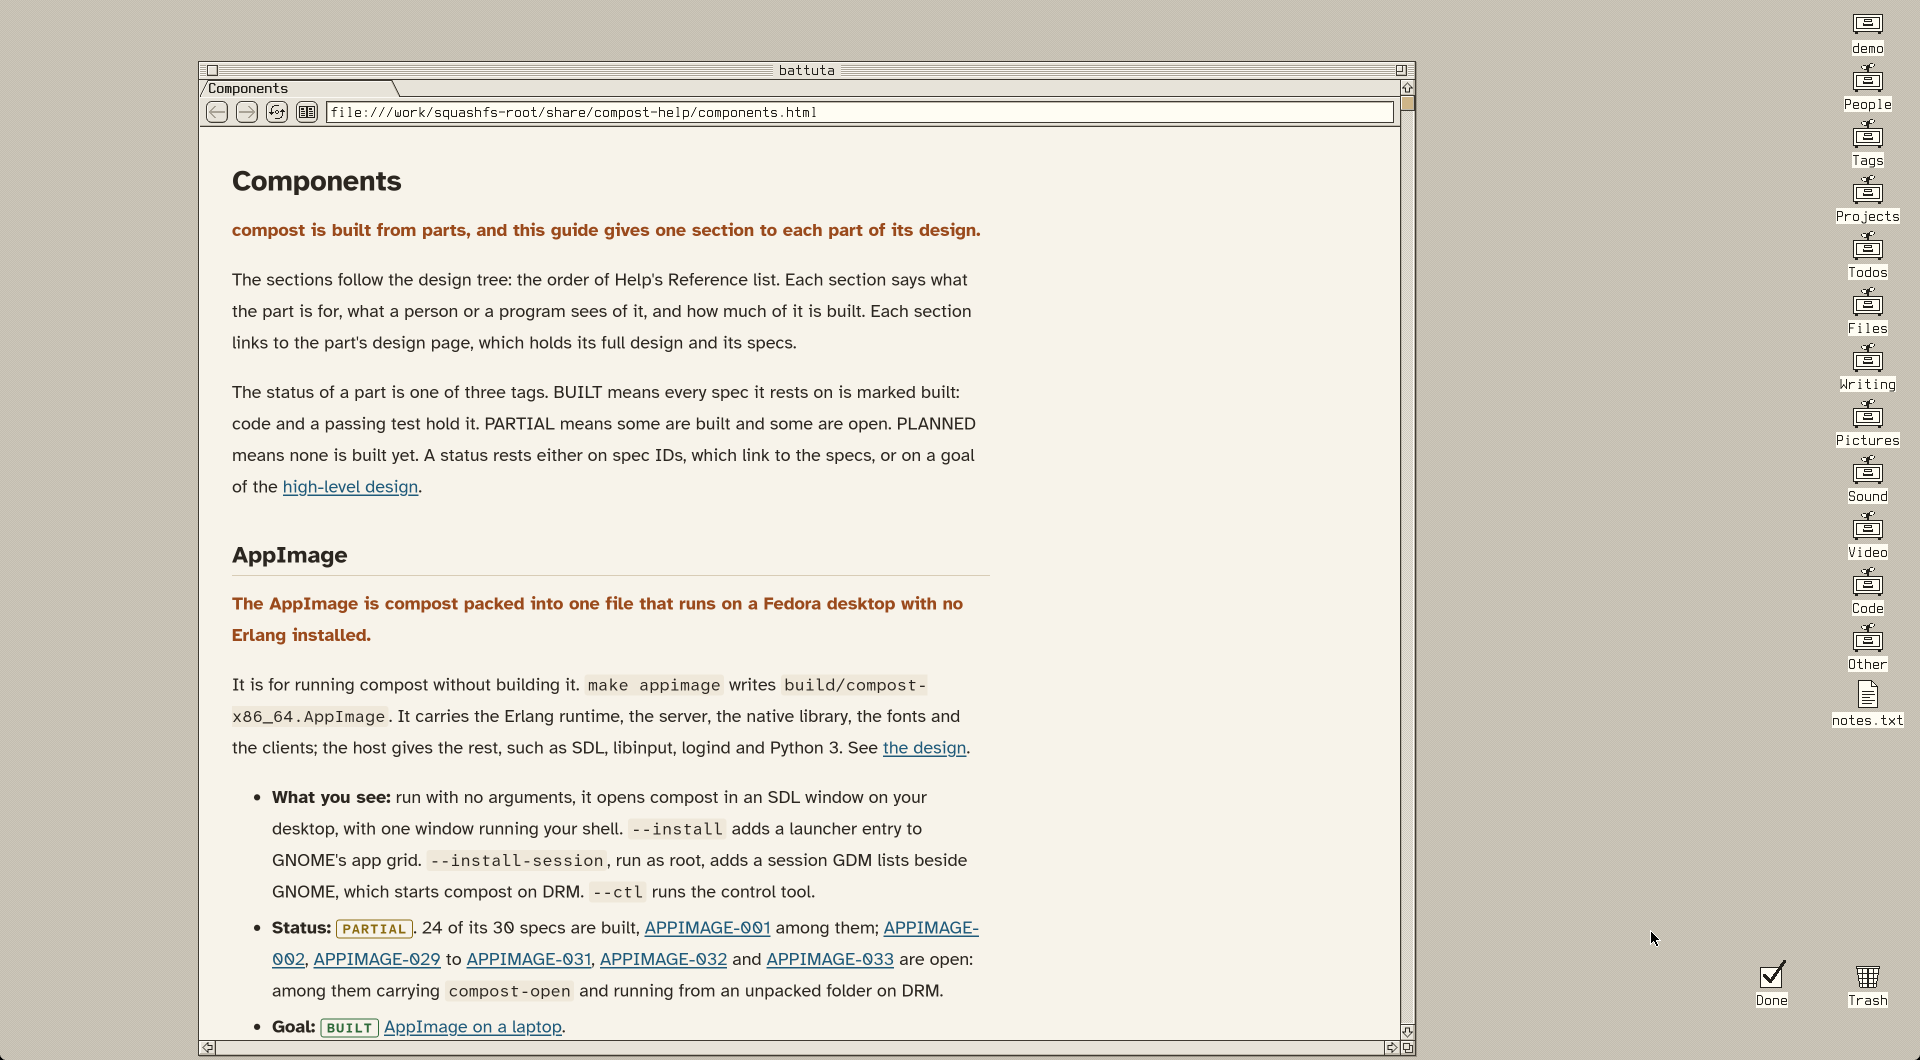 battuta
Components
file:///work/squashfs-root/share/compost-help/components.html
Components
compost is built from parts, and this guide gives one section to each part of its design.
The sections follow the design tree: the order of Help's Reference list. Each section says what
the part is for, what a person or a program sees of it, and how much of it is built. Each section
links to the part's design page, which holds its full design and its specs.
The status of a part is one of three tags. BUILT means every spec it rests on is marked built:
code and a passing test hold it. PARTIAL means some are built and some are open. PLANNED
means none is built yet. A status rests either on spec IDs, which link to the specs, or on a goal
of the high-level design.
AppImage
The AppImage is compost packed into one file that runs on a Fedora desktop with no
Erlang installed.
It is for running compost without building it. make appimage writes build/compost-
x86_64.AppImage. It carries the Erlang runtime, the server, the native library, the fonts and
the clients; the host gives the rest, such as SDL, libinput, logind and Python 3. See the design.
• What you see: run with no arguments, it opens compost in an SDL window on your
desktop, with one window running your shell. --install adds a launcher entry to
GNOME's app grid. --install-session, run as root, adds a session GDM lists beside
GNOME, which starts compost on DRM. --ctl runs the control tool.
• Status: PARTIAL. 24 of its 30 specs are built, APPIMAGE-001 among them; APPIMAGE-
002, APPIMAGE-029 to APPIMAGE-031, APPIMAGE-032 and APPIMAGE-033 are open:
among them carrying compost-open and running from an unpacked folder on DRM.
• Goal: BUILT AppImage on a laptop.
demo
People
Tags
Projects
Todos
Files
Writing
Pictures
Sound
Video
Code
Other
notes.txt
Done
Trash